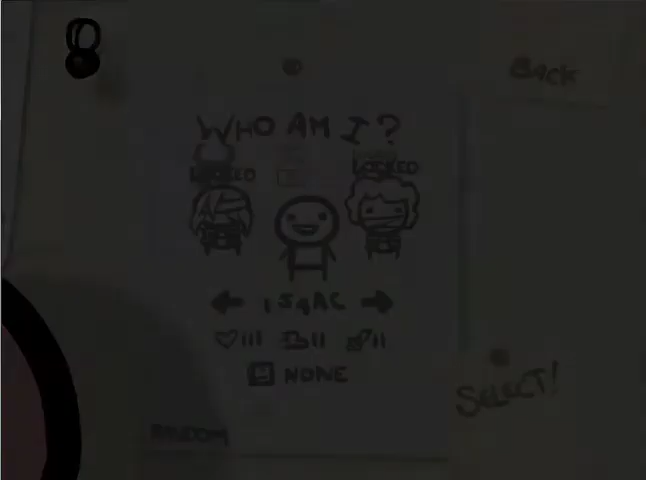 BACK
WHO AM I?
LOCKED LOCKED
ISAAC
NONE
SELECT!
RANDOM